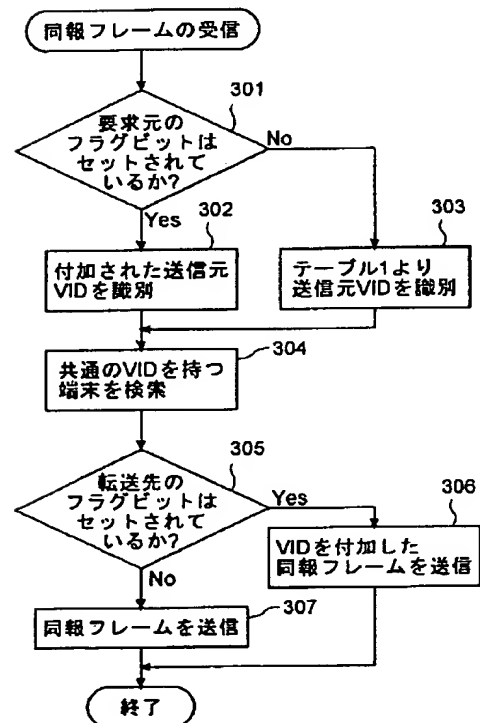 同報フレームの受信
301
要求元の
フラグビットは
セットされて
いるか?
No
Yes
302
付加された送信元
VIDを識別
303
テーブル1より
送信元VIDを識別
304
共通のVIDを持つ
端末を検索
305
転送先の
フラグビットは
セットされて
いるか?
Yes
No
306
VIDを付加した
同報フレームを送信
307
同報フレームを送信
終了